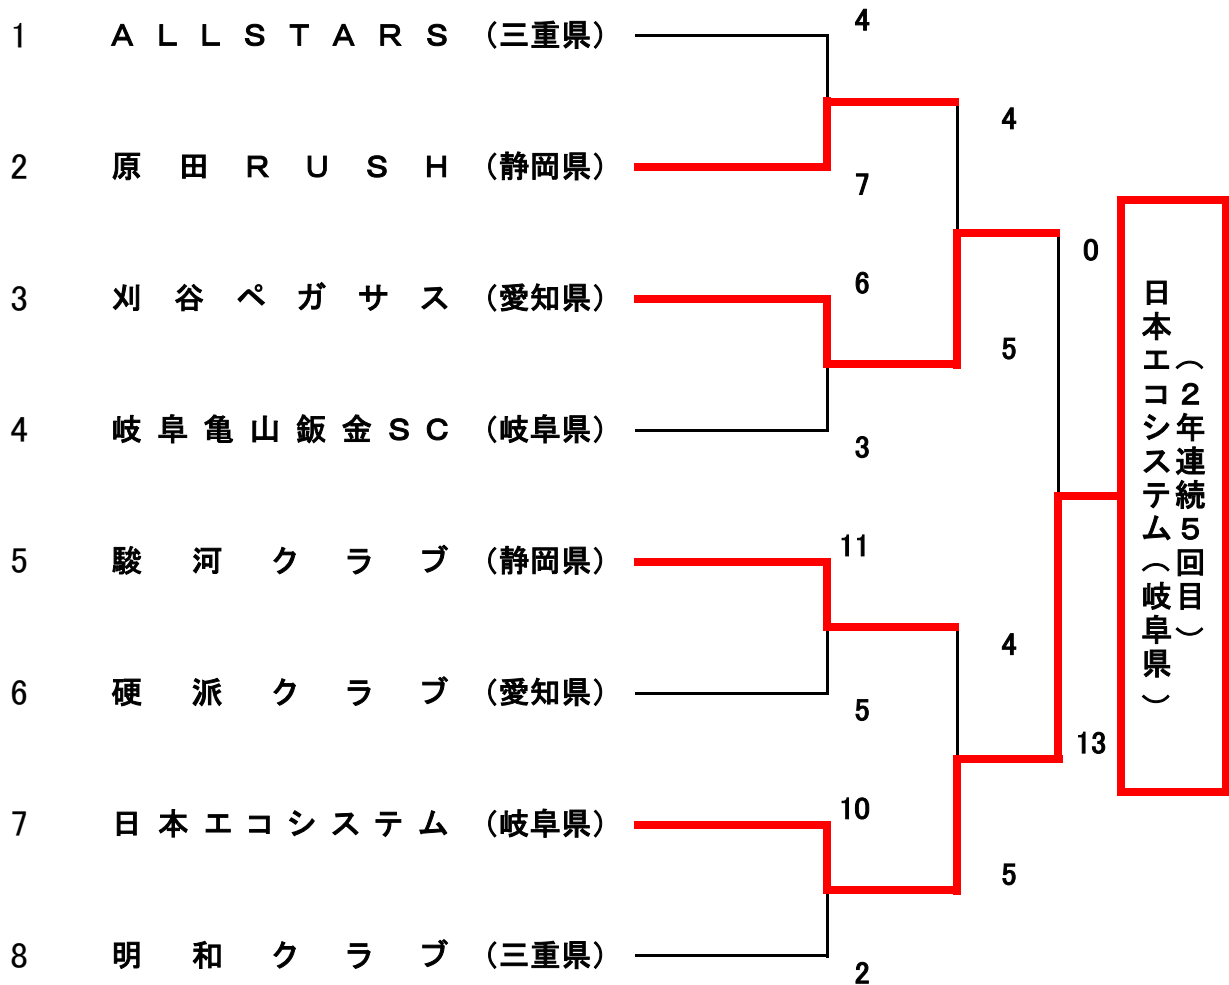 1 ALLSTARS (三重県)
4
4
2 原田RUSH (静岡県)
7
0
3 刈谷ペガサス (愛知県)
6
5
4 岐阜亀山鈑金SC (岐阜県)
3
5 駿河クラブ (静岡県)
11
4
6 硬派クラブ (愛知県)
5
13
7 日本エコシステム (岐阜県)
10
5
8 明和クラブ (三重県)
2
(2年連続5回目)
日本エコシステム(岐阜県)